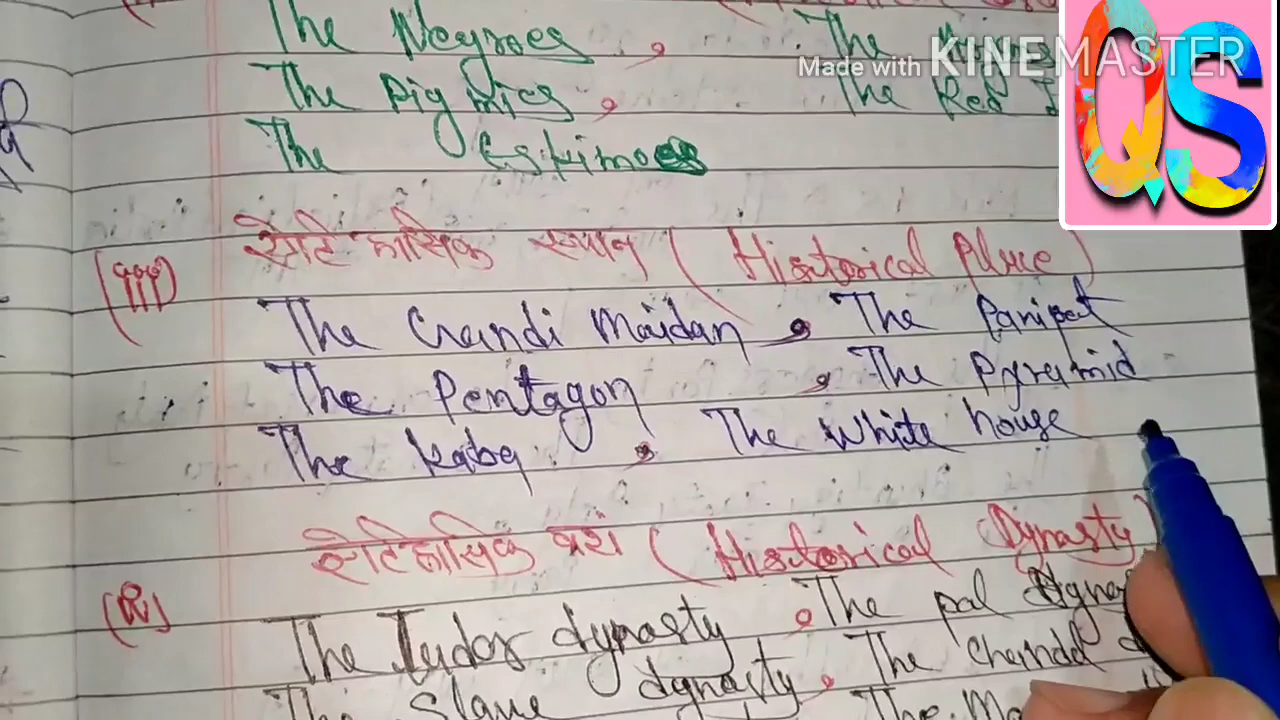 The Negroes , The
The Pigmies , The Red
The Eskimoes
Made with KINEMASTER
QS
(iii) ऐतिहासिक स्थान ( Historical Place )
The Chandi Maidan , The Panipat
The Pentagon , The Pyramid
The Kaba , The White house
ऐतिहासिक वंश ( Historical Dynasty )
(iv)
The Tudor dynasty , The pal
The Slave dynasty , The Chandel
The